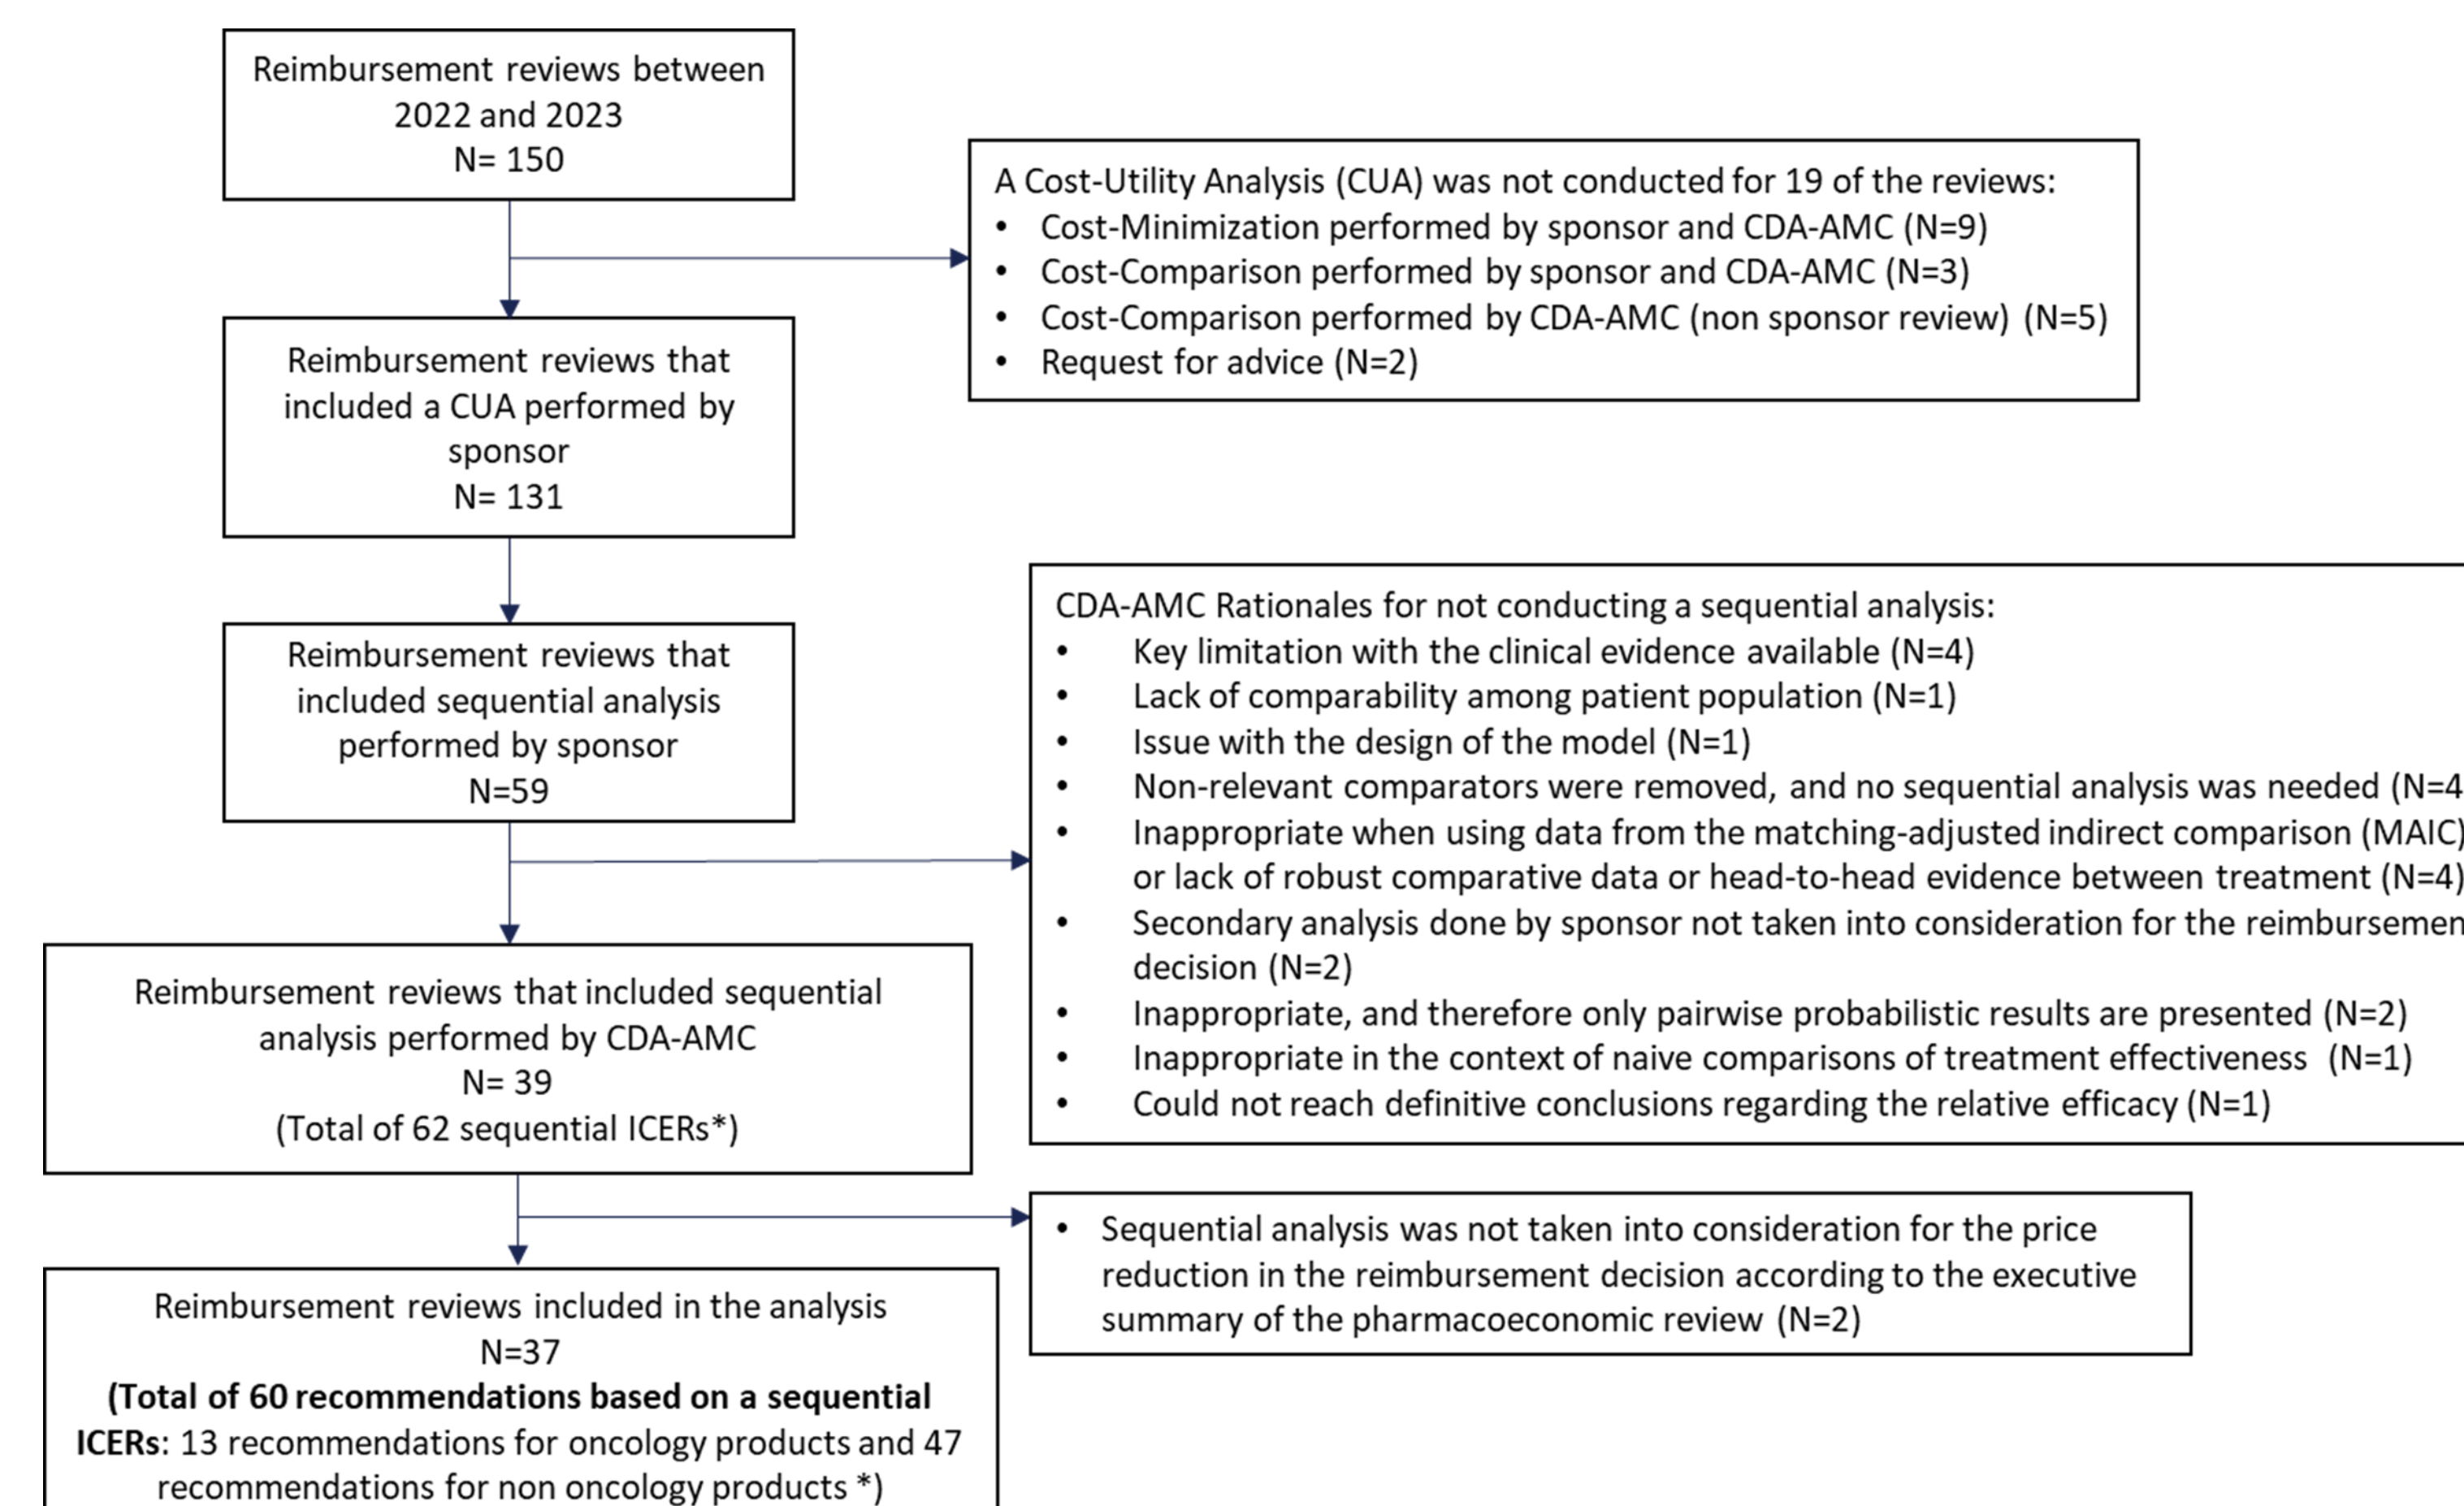 Reimbursement reviews between
2022 and 2023
N= 150
A Cost-Utility Analysis (CUA) was not conducted for 19 of the reviews:
• Cost-Minimization performed by sponsor and CDA-AMC (N=9)
• Cost-Comparison performed by sponsor and CDA-AMC (N=3)
• Cost-Comparison performed by CDA-AMC (non sponsor review) (N=5)
• Request for advice (N=2)
Reimbursement reviews that
included a CUA performed by
sponsor
N= 131
Reimbursement reviews that
included sequential analysis
performed by sponsor
N=59
CDA-AMC Rationales for not conducting a sequential analysis:
• Key limitation with the clinical evidence available (N=4)
• Lack of comparability among patient population (N=1)
• Issue with the design of the model (N=1)
• Non-relevant comparators were removed, and no sequential analysis was needed (N=4
• Inappropriate when using data from the matching-adjusted indirect comparison (MAIC)
or lack of robust comparative data or head-to-head evidence between treatment (N=4)
• Secondary analysis done by sponsor not taken into consideration for the reimbursemen
decision (N=2)
• Inappropriate, and therefore only pairwise probabilistic results are presented (N=2)
• Inappropriate in the context of naive comparisons of treatment effectiveness (N=1)
• Could not reach definitive conclusions regarding the relative efficacy (N=1)
Reimbursement reviews that included sequential
analysis performed by CDA-AMC
N= 39
(Total of 62 sequential ICERs*)
• Sequential analysis was not taken into consideration for the price
reduction in the reimbursement decision according to the executive
summary of the pharmacoeconomic review (N=2)
Reimbursement reviews included in the analysis
N=37
(Total of 60 recommendations based on a sequential
ICERs: 13 recommendations for oncology products and 47
recommendations for non oncology products *)